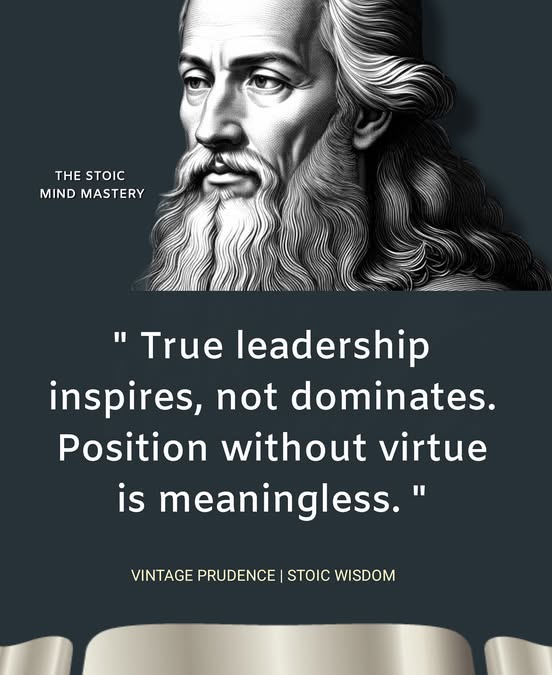 THE STOIC
MIND MASTERY
" True leadership
inspires, not dominates.
Position without virtue
is meaningless. "
VINTAGE PRUDENCE | STOIC WISDOM